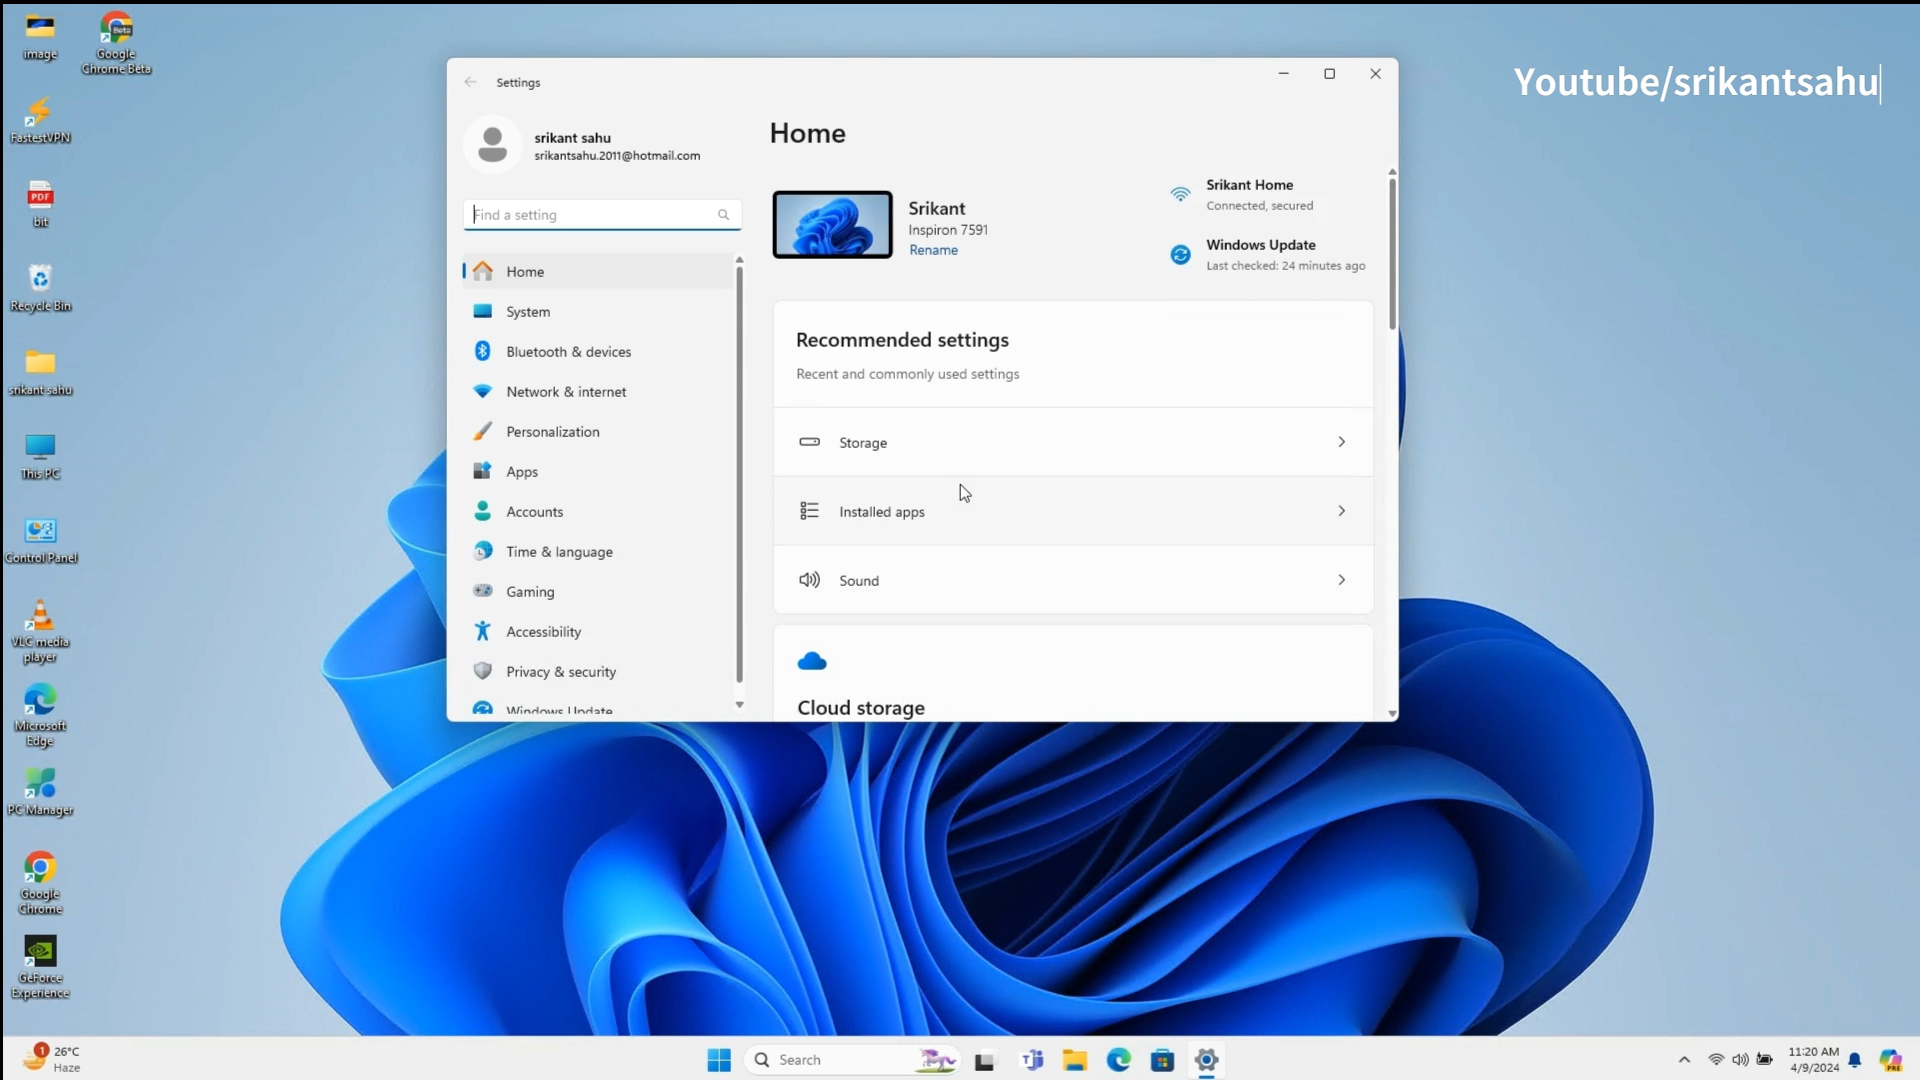 image
Google
Chrome Beta
FastestVPN
bit
Recycle Bin
srikant sahu
This PC
Control Panel
VLC media
player
Microsoft
Edge
PC Manager
Google
Chrome
GeForce
Experience
Youtube/srikantsahu
Settings
srikant sahu
srikantsahu.2011@hotmail.com
Find a setting
Home
System
Bluetooth & devices
Network & internet
Personalization
Apps
Accounts
Time & language
Gaming
Accessibility
Privacy & security
Windows Update
Home
Srikant
Inspiron 7591
Rename
Srikant Home
Connected, secured
Windows Update
Last checked: 24 minutes ago
Recommended settings
Recent and commonly used settings
Storage
Installed apps
Sound
Cloud storage
1
26°C
Haze
Search
11:20 AM
4/9/2024
PRE
PDF
Beta